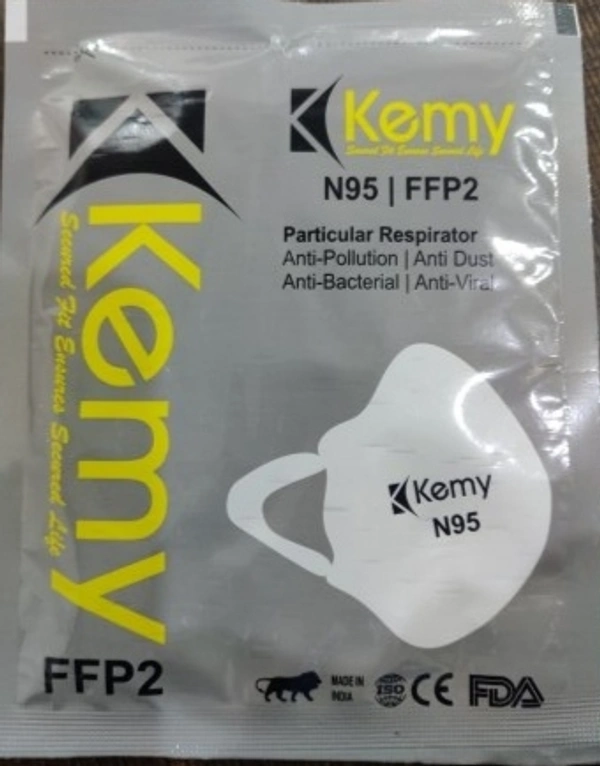 Kemy
Secured Fit Ensures Secured Life
FFP2
Kemy
Secured Fit Ensures Secured Life
N95 | FFP2
Particular Respirator
Anti-Pollution | Anti Dust
Anti-Bacterial | Anti-Viral
Kemy
N95
MADE IN
INDIA
ISO
CE
FDA